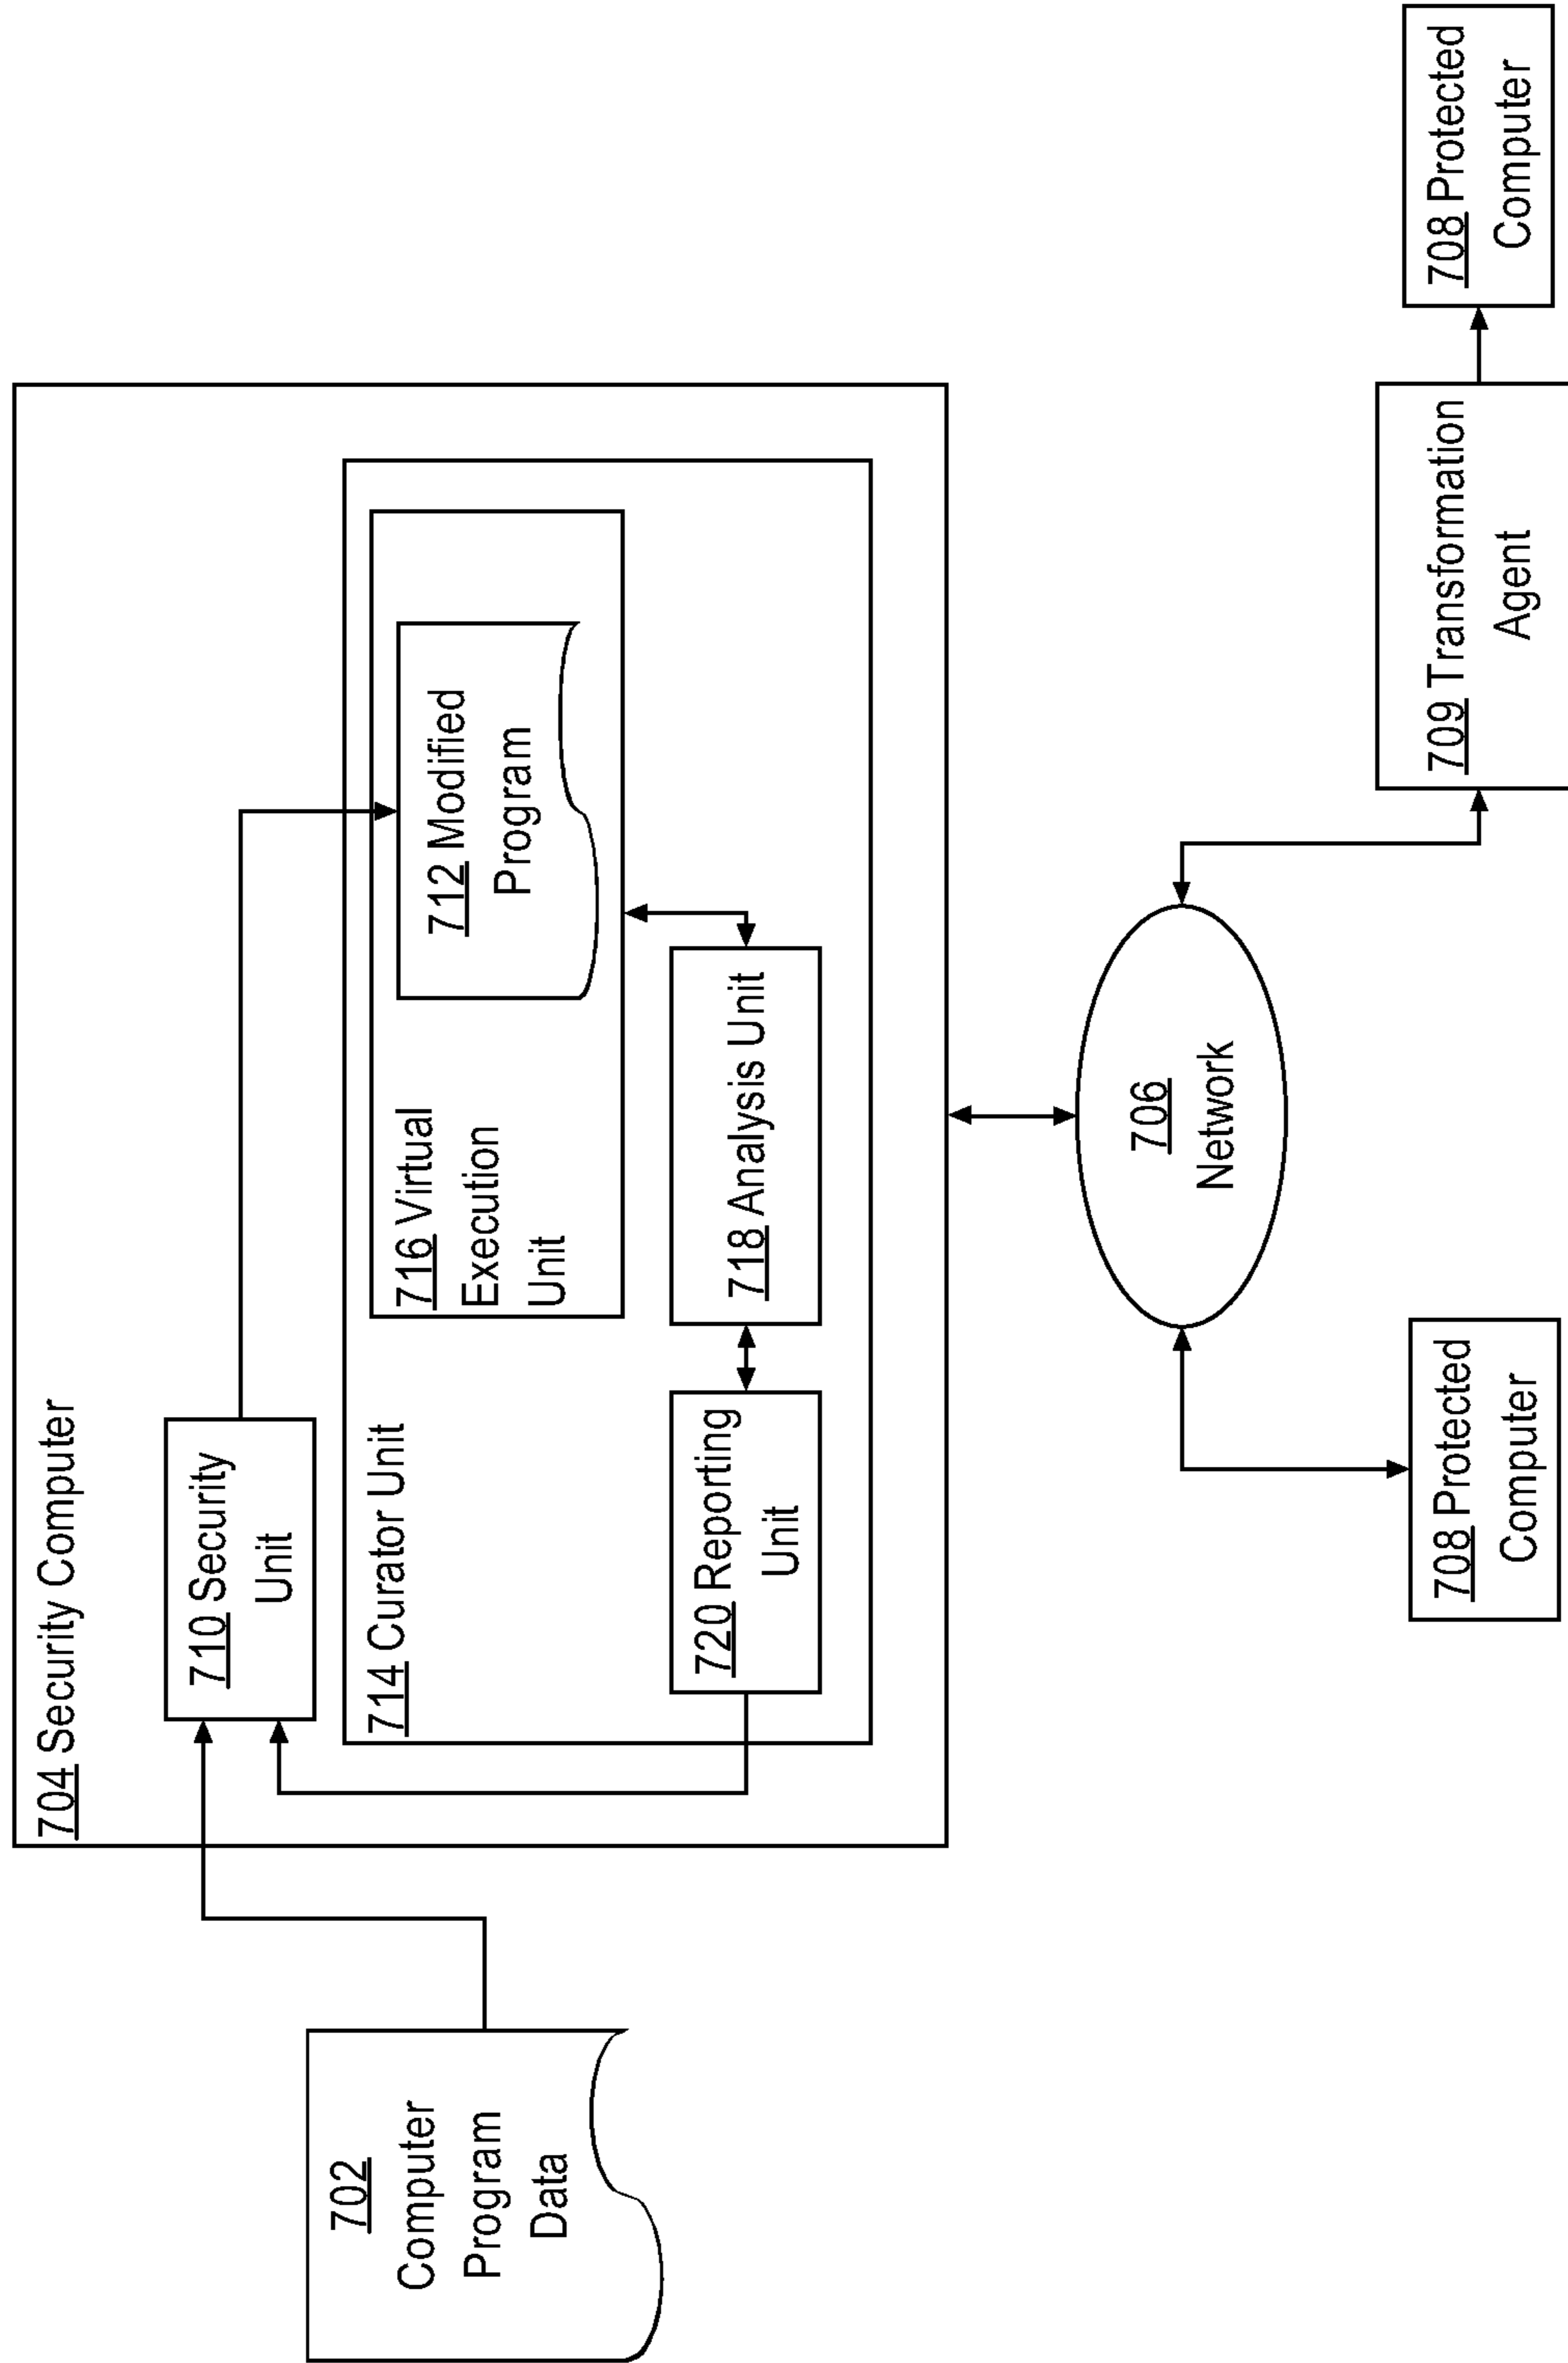 704 Security Computer
710 Security
Unit
714 Curator Unit
716 Virtual
Execution
Unit
712 Modified
Program
720 Reporting
Unit
718 Analysis Unit
702
Computer
Program
Data
706
Network
708 Protected
Computer
709 Transformation
Agent
708 Protected
Computer